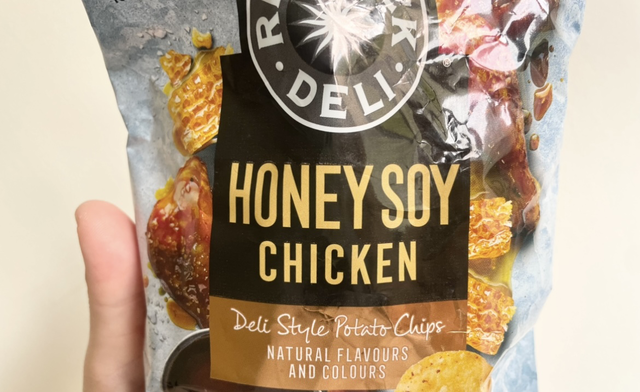 DELI
HONEY SOY
CHICKEN
Deli Style Potato Chips
NATURAL FLAVOURS
AND COLOURS